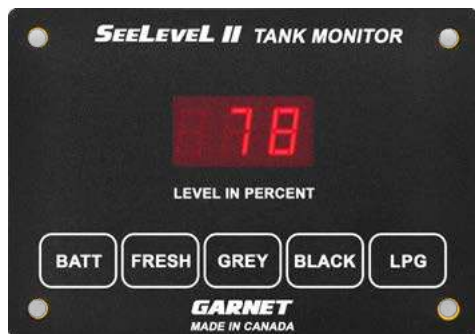 SEELEVEL II TANK MONITOR
78
LEVEL IN PERCENT
BATT FRESH GREY BLACK LPG
GARNET
MADE IN CANADA